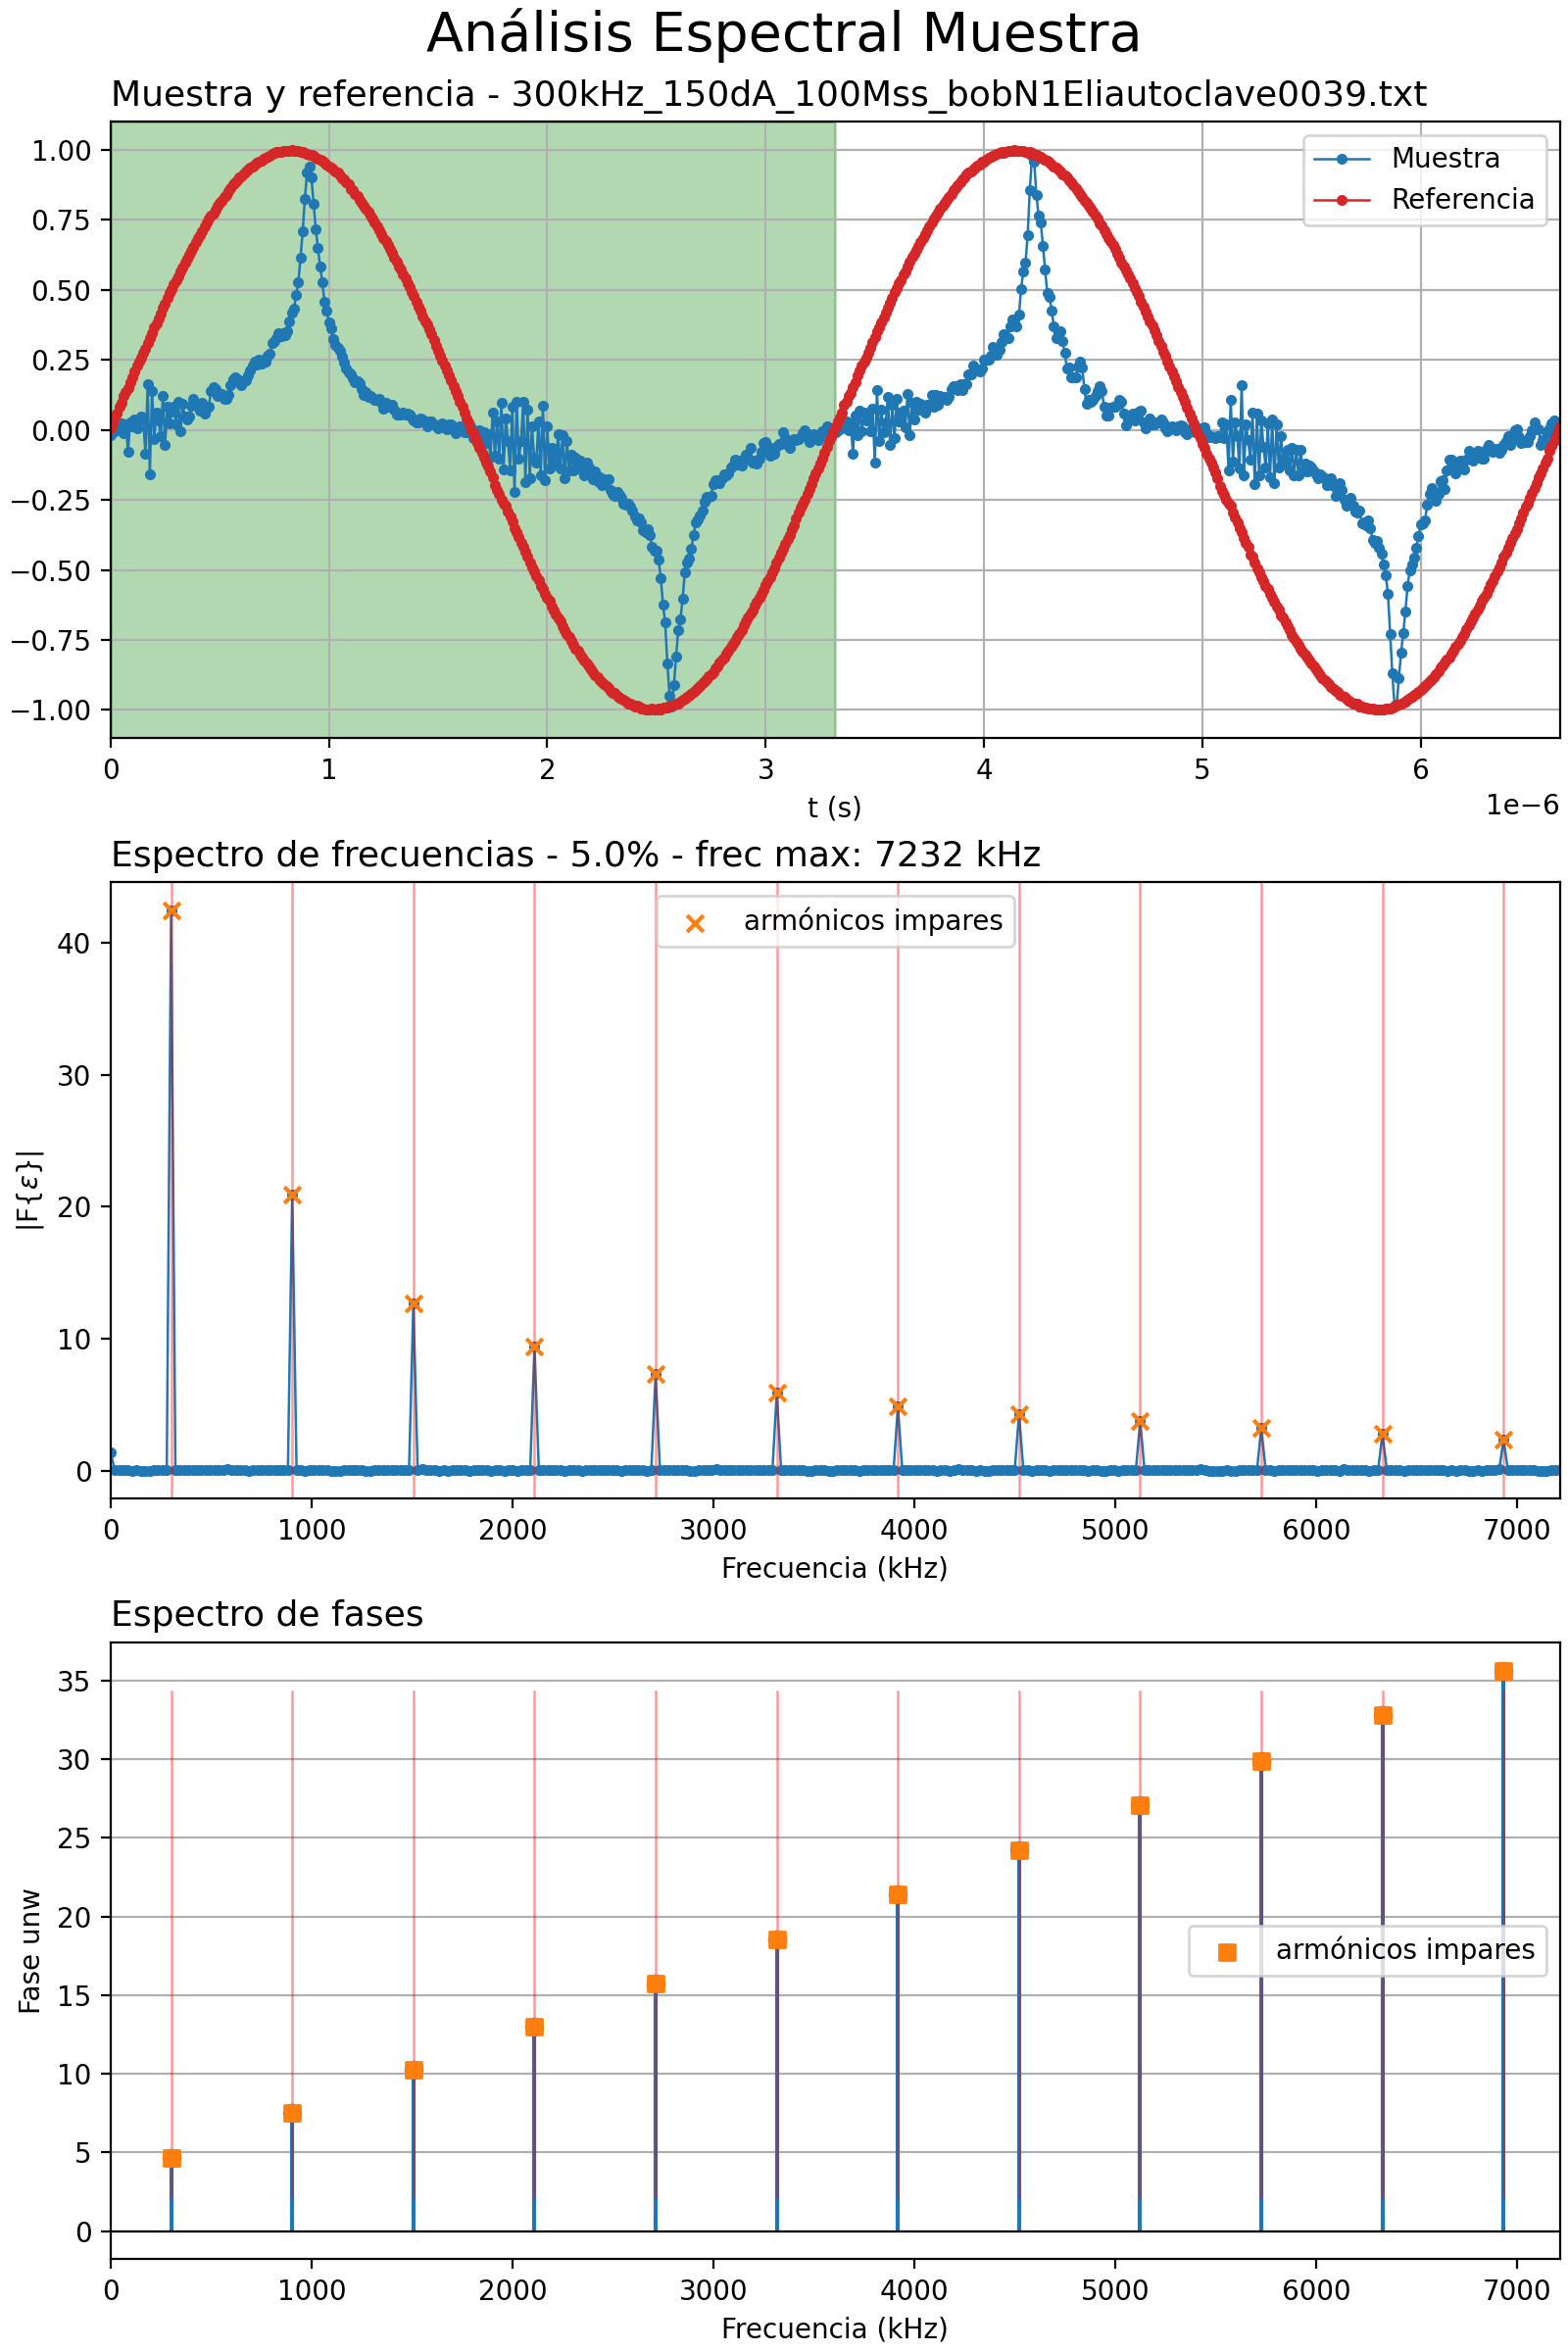 Análisis Espectral Muestra
Muestra y referencia - 300kHz_150dA_100Mss_bobN1Eliautoclave0039.txt
1.00
0.75
0.50
0.25
0.00
−0.25
−0.50
−0.75
−1.00
Muestra
Referencia
0 1 2 3 4 5 6
t (s)
1e−6
Espectro de frecuencias - 5.0% - frec max: 7232 kHz
armónicos impares
40
30
20
10
0
|F{ε}|
0 1000 2000 3000 4000 5000 6000 7000
Frecuencia (kHz)
Espectro de fases
35
30
25
20
15
10
5
0
Fase unw
armónicos impares
0 1000 2000 3000 4000 5000 6000 7000
Frecuencia (kHz)